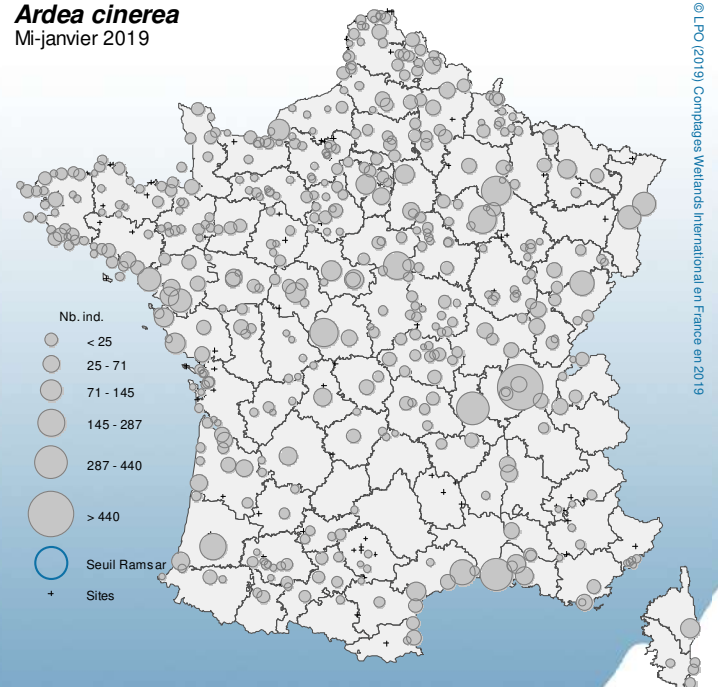 Ardea cinerea
Mi-janvier 2019
© LPO (2019) Comptages Wetlands International en France en 2019
Nb. ind.
< 25
25 - 71
71 - 145
145 - 287
287 - 440
> 440
Seuil Ramsar
Sites